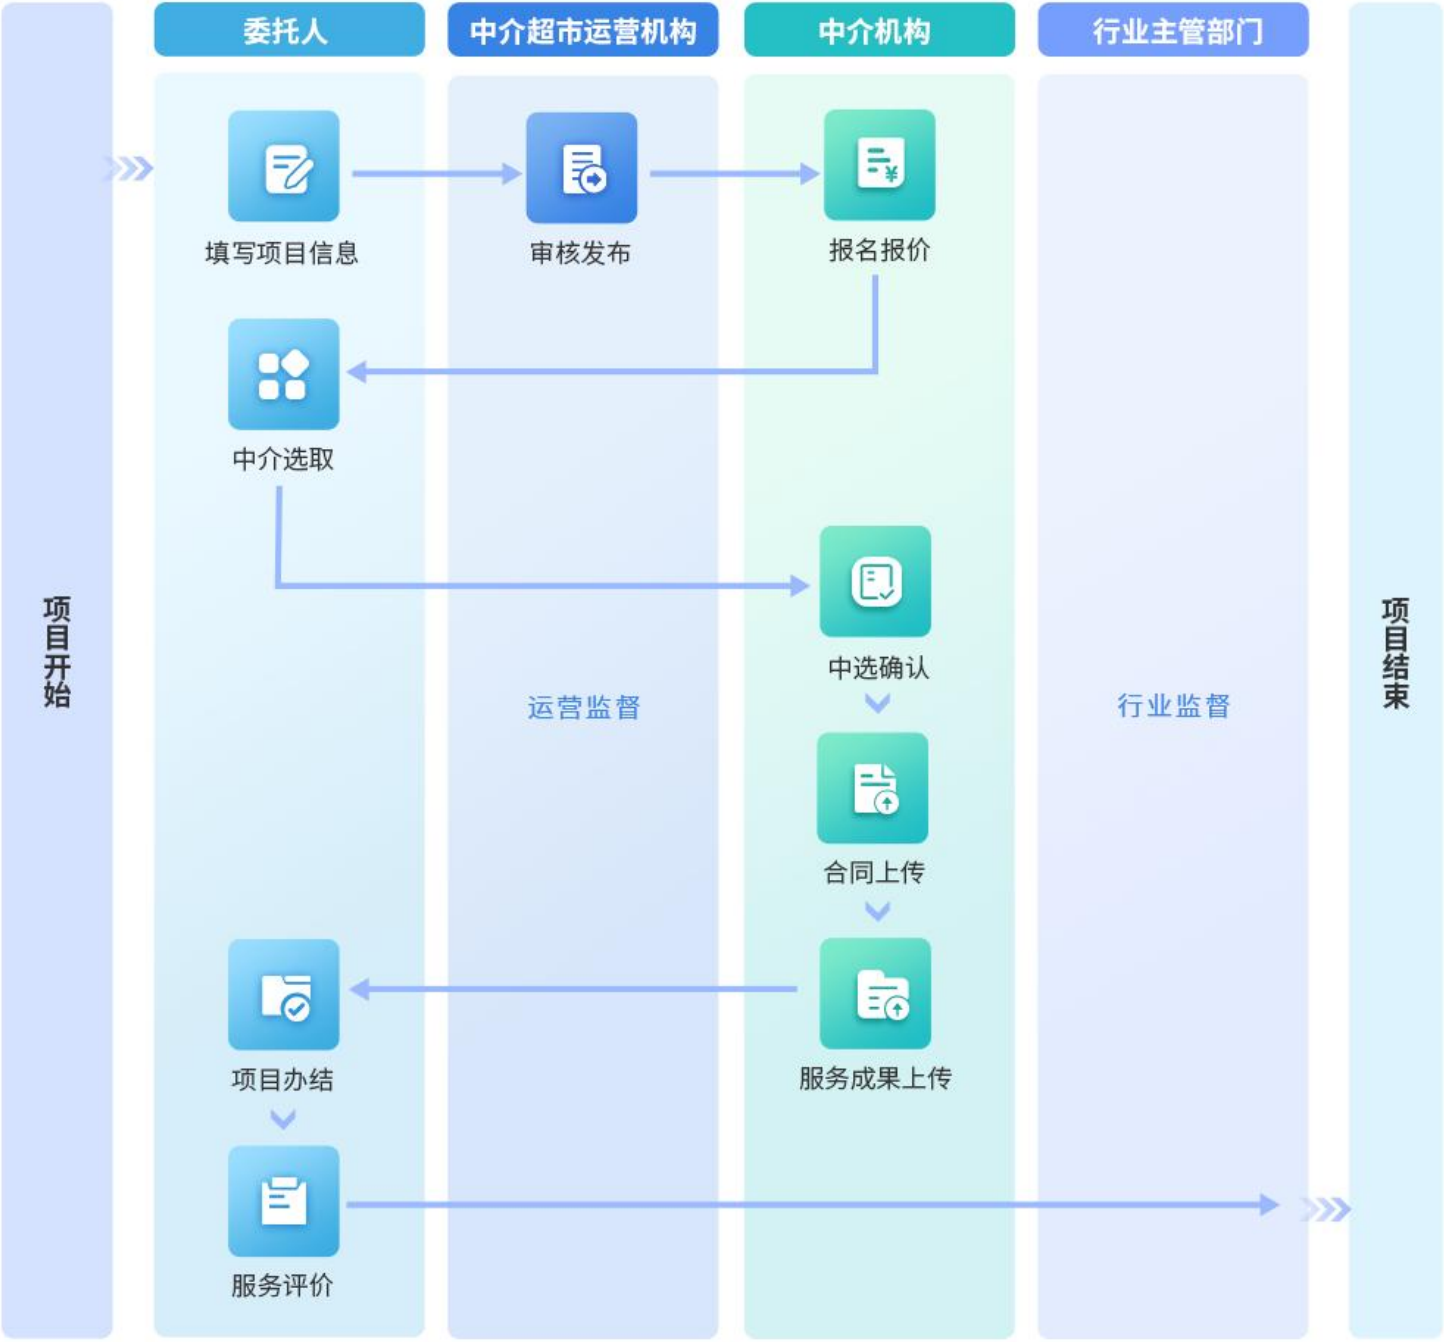 委托人
中介超市运营机构
中介机构
行业主管部门
填写项目信息
审核发布
报名报价
中介选取
项目开始
中选确认
运营监督
行业监督
项目结束
合同上传
项目办结
服务成果上传
服务评价